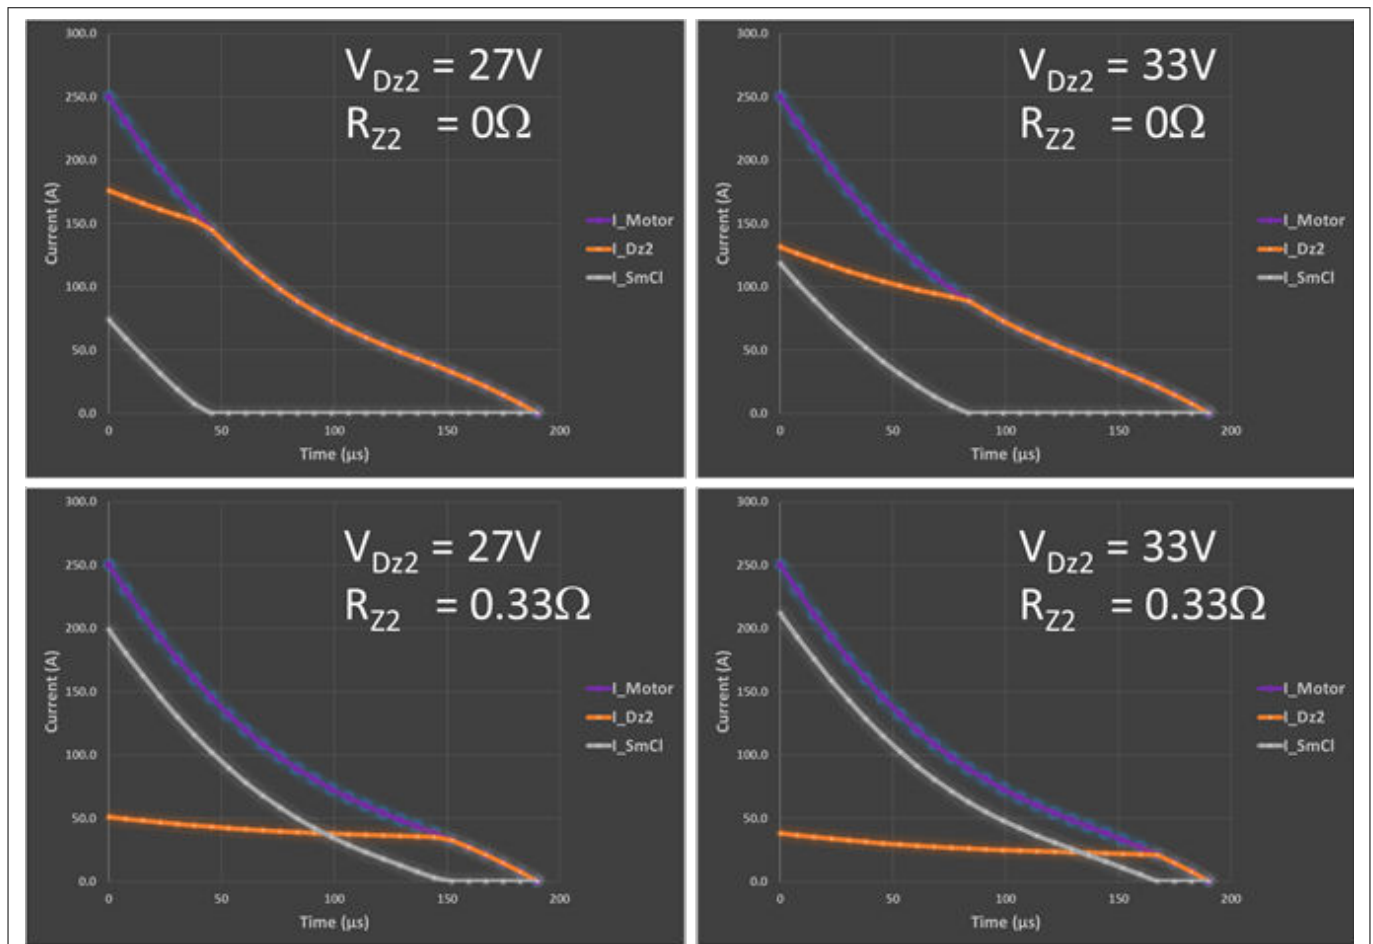 300.0
V_Dz2 = 27V
250.0
R_Z2 = 0Ω
200.0
Current (A)
150.0
I_Motor
I_Dz2
100.0
I_SmCl
50.0
0.0
0 50 100 150 200
Time (µs)
300.0
V_Dz2 = 33V
250.0
R_Z2 = 0Ω
200.0
Current (A)
150.0
I_Motor
I_Dz2
100.0
I_SmCl
50.0
0.0
0 50 100 150 200
Time (µs)
300.0
V_Dz2 = 27V
250.0
R_Z2 = 0.33Ω
200.0
Current (A)
150.0
I_Motor
I_Dz2
100.0
I_SmCl
50.0
0.0
0 50 100 150 200
Time (µs)
300.0
V_Dz2 = 33V
250.0
R_Z2 = 0.33Ω
200.0
Current (A)
150.0
I_Motor
I_Dz2
100.0
I_SmCl
50.0
0.0
0 50 100 150 200
Time (µs)